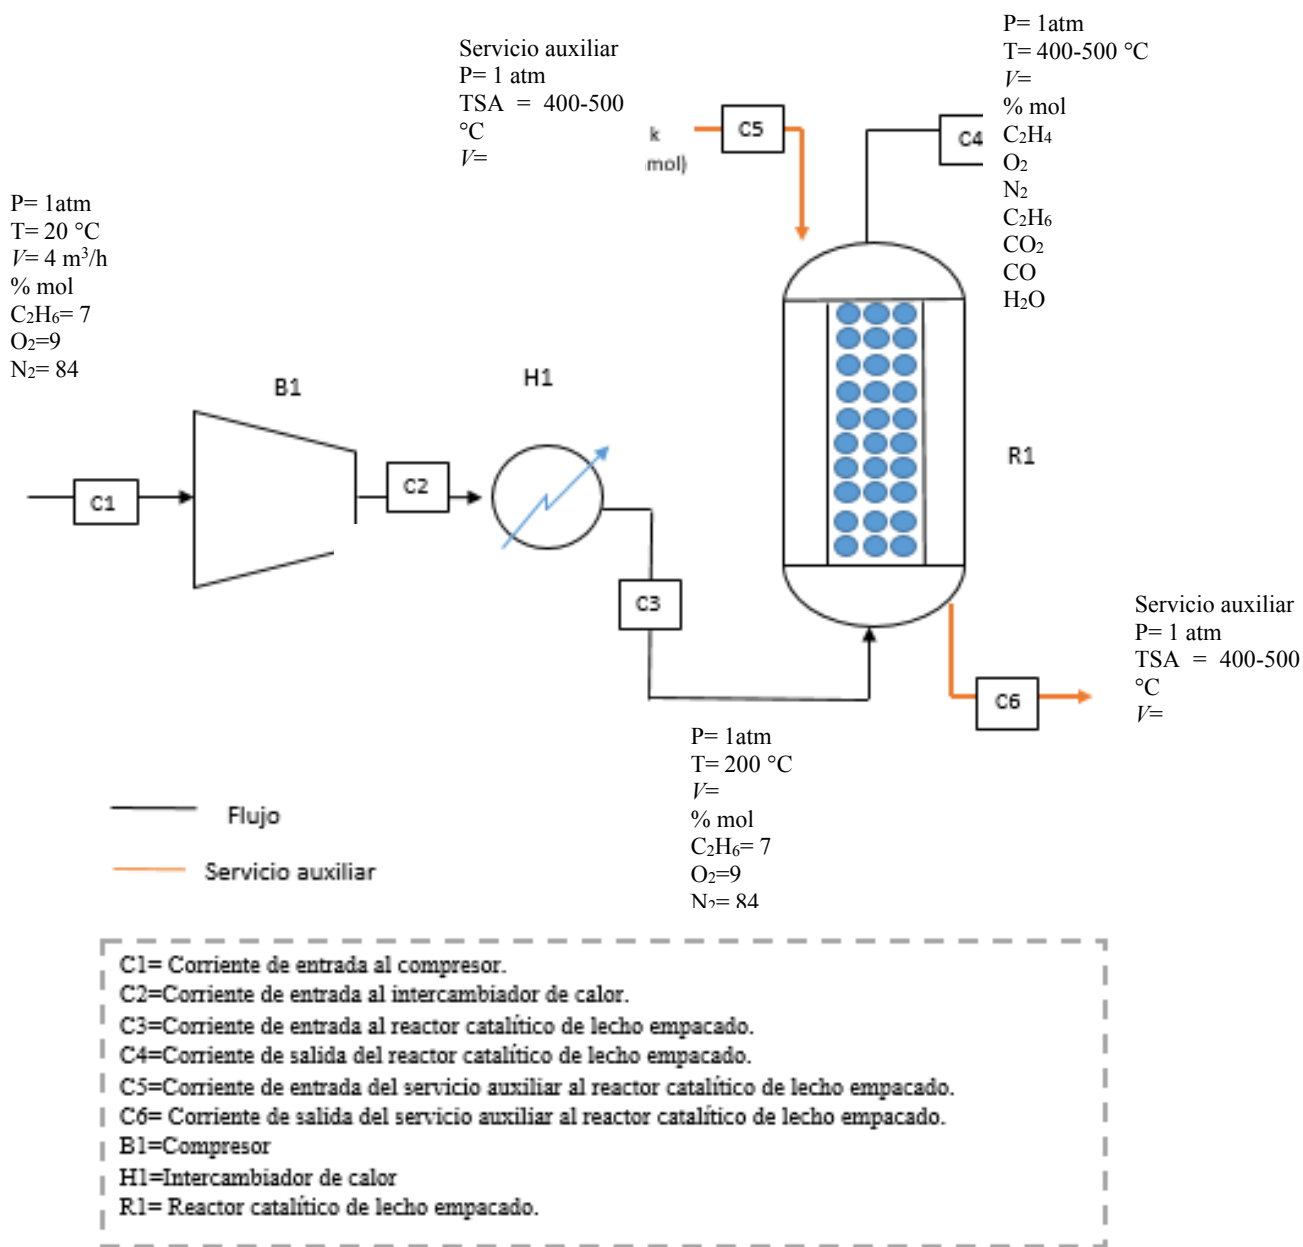 Servicio auxiliar
P= 1 atm
TSA = 400-500
°C
V=
k
mol)
C5
C4
P= 1atm
T= 400-500 °C
V=
% mol
C₂H₄
O₂
N₂
C₂H₆
CO₂
CO
H₂O
P= 1atm
T= 20 °C
V= 4 m³/h
% mol
C₂H₆= 7
O₂=9
N₂= 84
B1
H1
R1
C1
C2
C3
Servicio auxiliar
P= 1 atm
TSA = 400-500
°C
V=
C6
P= 1atm
T= 200 °C
V=
% mol
C₂H₆= 7
O₂=9
N₂= 84
Flujo
Servicio auxiliar
C1= Corriente de entrada al compresor.
C2=Corriente de entrada al intercambiador de calor.
C3=Corriente de entrada al reactor catalítico de lecho empacado.
C4=Corriente de salida del reactor catalítico de lecho empacado.
C5=Corriente de entrada del servicio auxiliar al reactor catalítico de lecho empacado.
C6= Corriente de salida del servicio auxiliar al reactor catalítico de lecho empacado.
B1=Compresor
H1=Intercambiador de calor
R1= Reactor catalítico de lecho empacado.